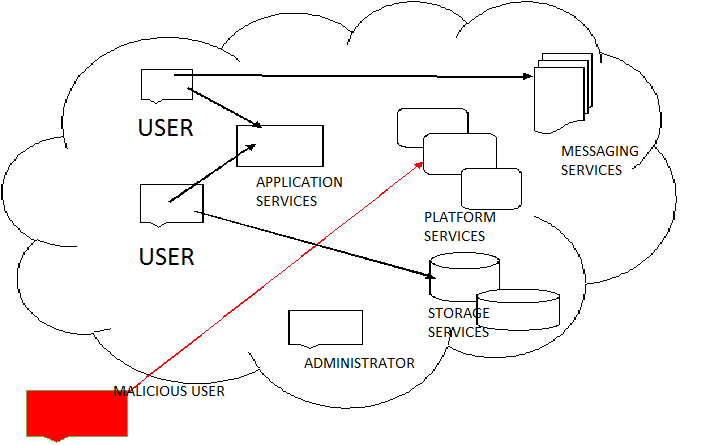 USER
MESSAGING
SERVICES
APPLICATION
SERVICES
PLATFORM
SERVICES
USER
STORAGE
SERVICES
ADMINISTRATOR
MALICIOUS USER